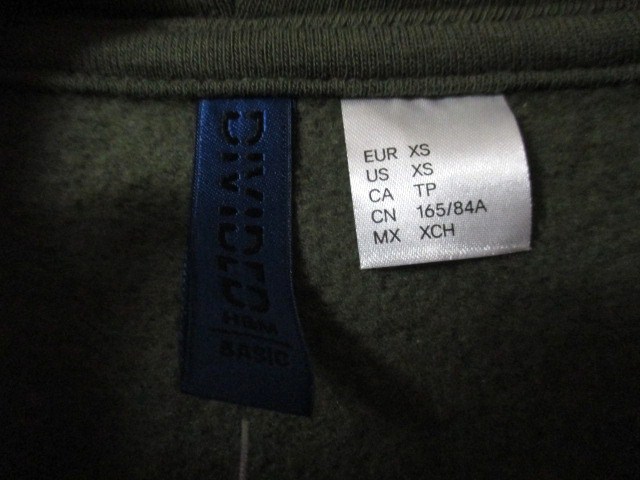 DIVIDED
H&M
BASIC
EUR XS
US XS
CA TP
CN 165/84A
MX XCH